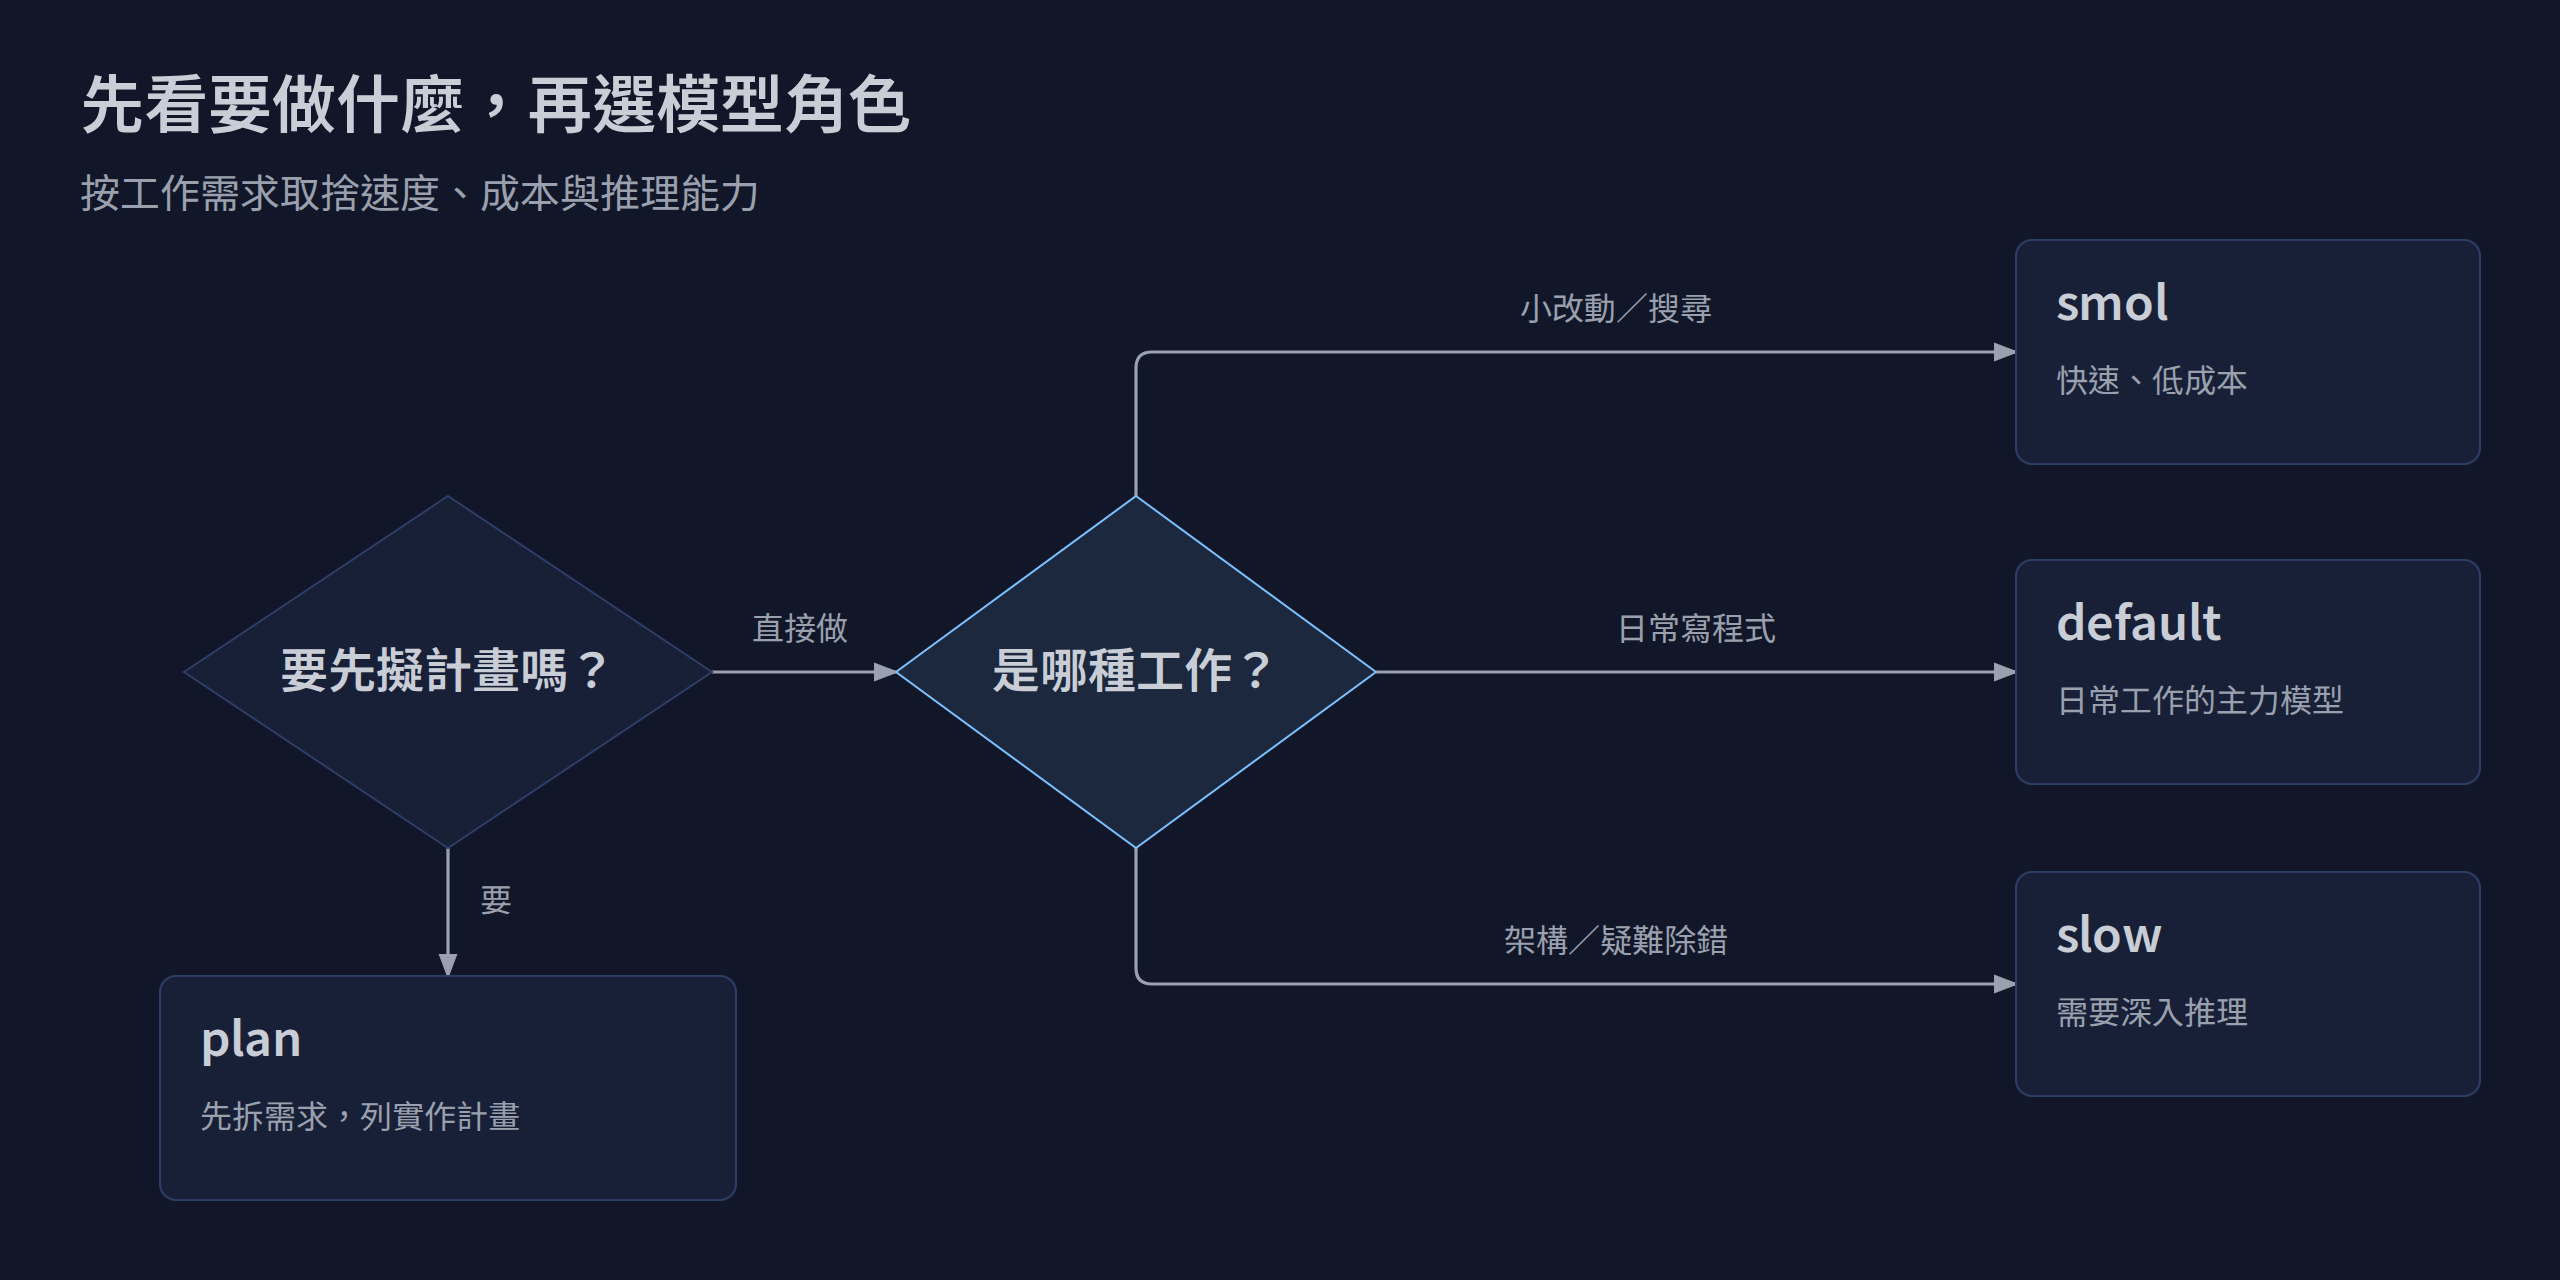 先看要做什麼，再選模型角色
按工作需求取捨速度、成本與推理能力
小改動／搜尋
smol
快速、低成本
要先擬計畫嗎？
直接做
是哪種工作？
日常寫程式
default
日常工作的主力模型
要
架構／疑難除錯
slow
需要深入推理
plan
先拆需求，列實作計畫